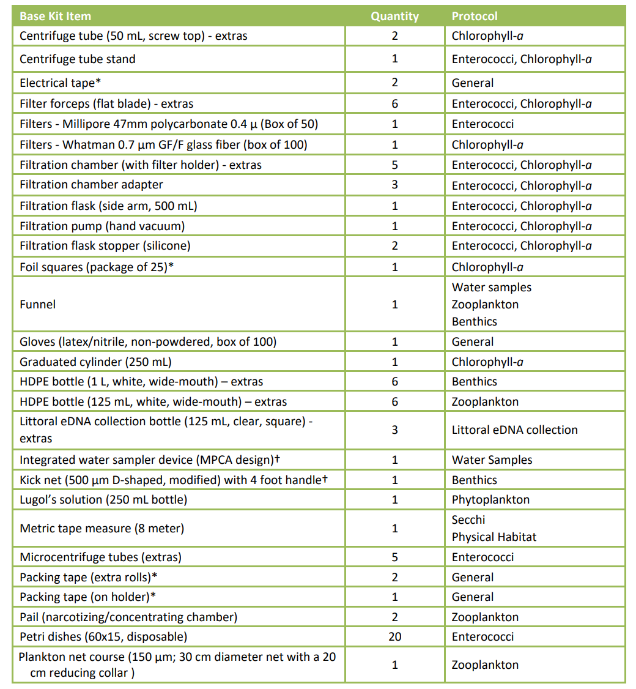 Base Kit Item Quantity Protocol
Centrifuge tube (50 mL, screw top) - extras 2 Chlorophyll-a
Centrifuge tube stand 1 Enterococci, Chlorophyll-a
Electrical tape* 2 General
Filter forceps (flat blade) - extras 6 Enterococci, Chlorophyll-a
Filters - Millipore 47mm polycarbonate 0.4 µ (Box of 50) 1 Enterococci
Filters - Whatman 0.7 µm GF/F glass fiber (box of 100) 1 Chlorophyll-a
Filtration chamber (with filter holder) - extras 5 Enterococci, Chlorophyll-a
Filtration chamber adapter 3 Enterococci, Chlorophyll-a
Filtration flask (side arm, 500 mL) 1 Enterococci, Chlorophyll-a
Filtration pump (hand vacuum) 1 Enterococci, Chlorophyll-a
Filtration flask stopper (silicone) 2 Enterococci, Chlorophyll-a
Foil squares (package of 25)* 1 Chlorophyll-a
Water samples
Funnel 1 Zooplankton
Benthics
Gloves (latex/nitrile, non-powdered, box of 100) 1 General
Graduated cylinder (250 mL) 1 Chlorophyll-a
HDPE bottle (1 L, white, wide-mouth) – extras 6 Benthics
HDPE bottle (125 mL, white, wide-mouth) – extras 6 Zooplankton
Littoral eDNA collection bottle (125 mL, clear, square) -
extras 3 Littoral eDNA collection
Integrated water sampler device (MPCA design)† 1 Water Samples
Kick net (500 µm D-shaped, modified) with 4 foot handle† 1 Benthics
Lugol's solution (250 mL bottle) 1 Phytoplankton
Metric tape measure (8 meter) 1 Secchi
Physical Habitat
Microcentrifuge tubes (extras) 5 Enterococci
Packing tape (extra rolls)* 2 General
Packing tape (on holder)* 1 General
Pail (narcotizing/concentrating chamber) 2 Zooplankton
Petri dishes (60x15, disposable) 20 Enterococci
Plankton net course (150 µm; 30 cm diameter net with a 20
cm reducing collar ) 1 Zooplankton